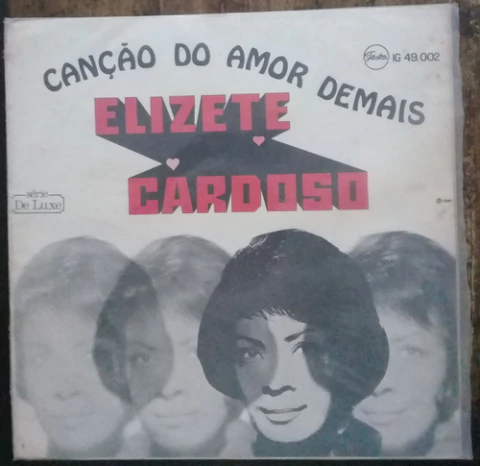 CANÇÃO DO AMOR DEMAIS
Festa IG 49.002
ELIZETE
CARDOSO
série
De Luxe